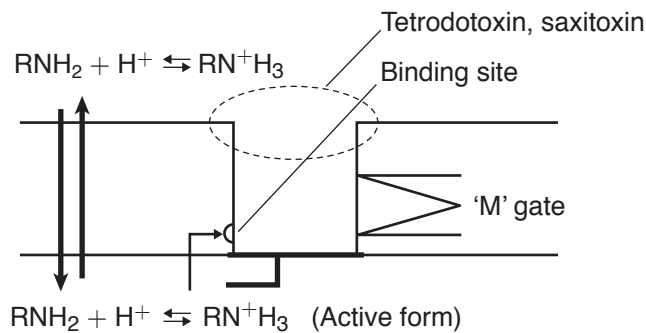 Tetrodotoxin, saxitoxin
RNH₂ + H⁺ ⇆ RN⁺H₃
Binding site
'M' gate
RNH₂ + H⁺ ⇆ RN⁺H₃ (Active form)